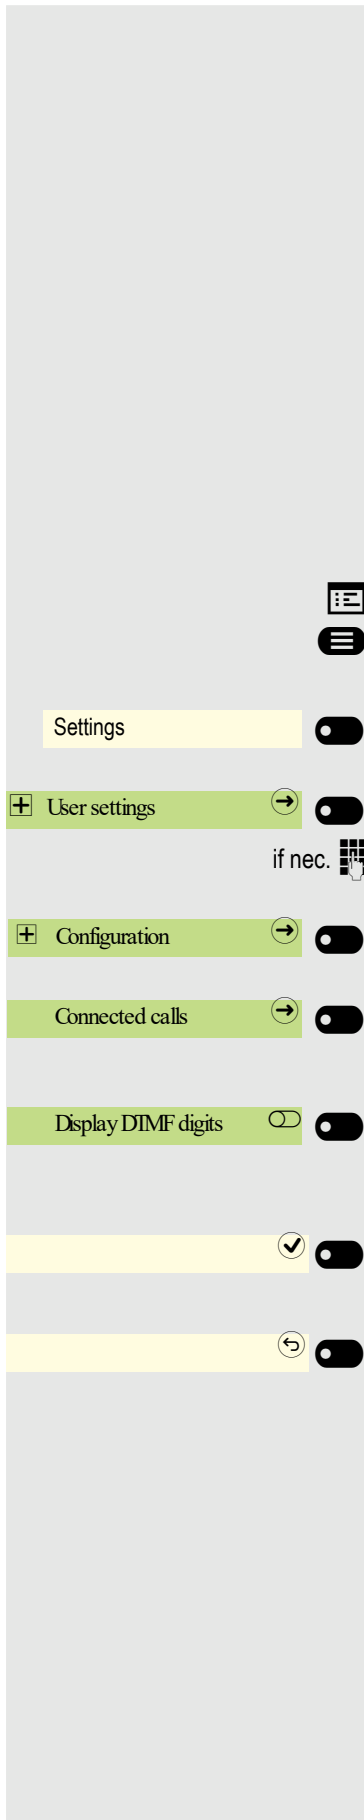 Settings
User settings
if nec.
Configuration
Connected calls
Display DTMF digits